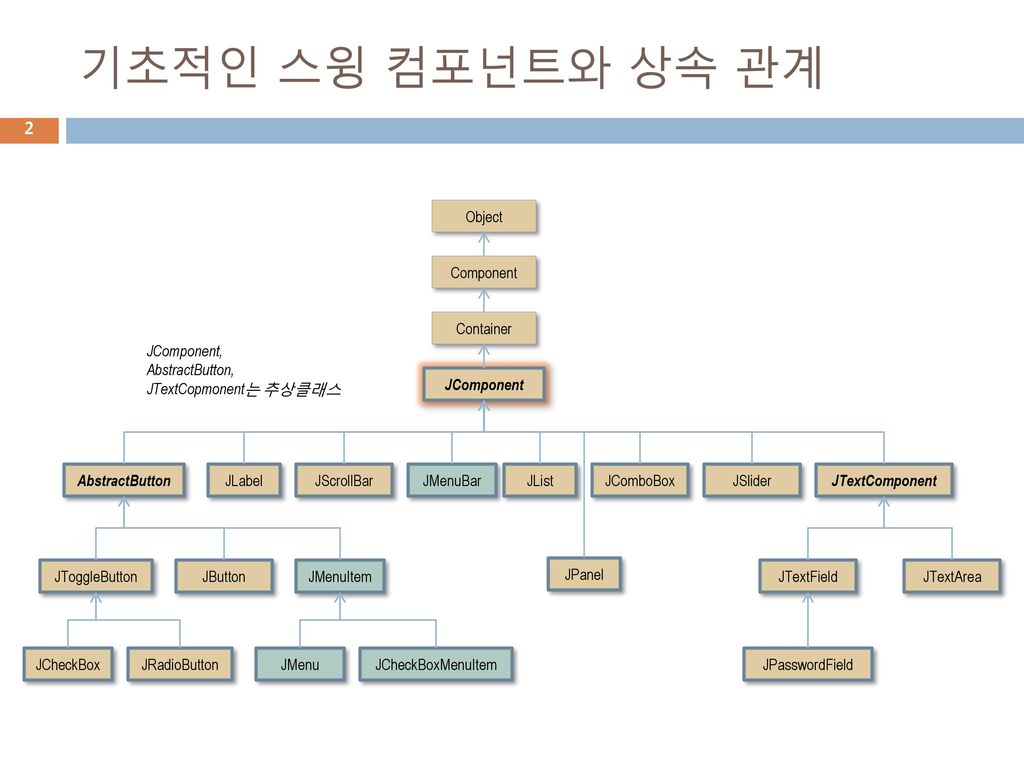 기초적인 스윙 컴포넌트와 상속 관계
2
Object
Component
Container
JComponent,
AbstractButton,
JTextCopmonent는 추상클래스
JComponent
AbstractButton
JLabel
JScrollBar
JMenuBar
JList
JComboBox
JSlider
JTextComponent
JToggleButton
JButton
JMenuItem
JPanel
JTextField
JTextArea
JCheckBox
JRadioButton
JMenu
JCheckBoxMenuItem
JPasswordField